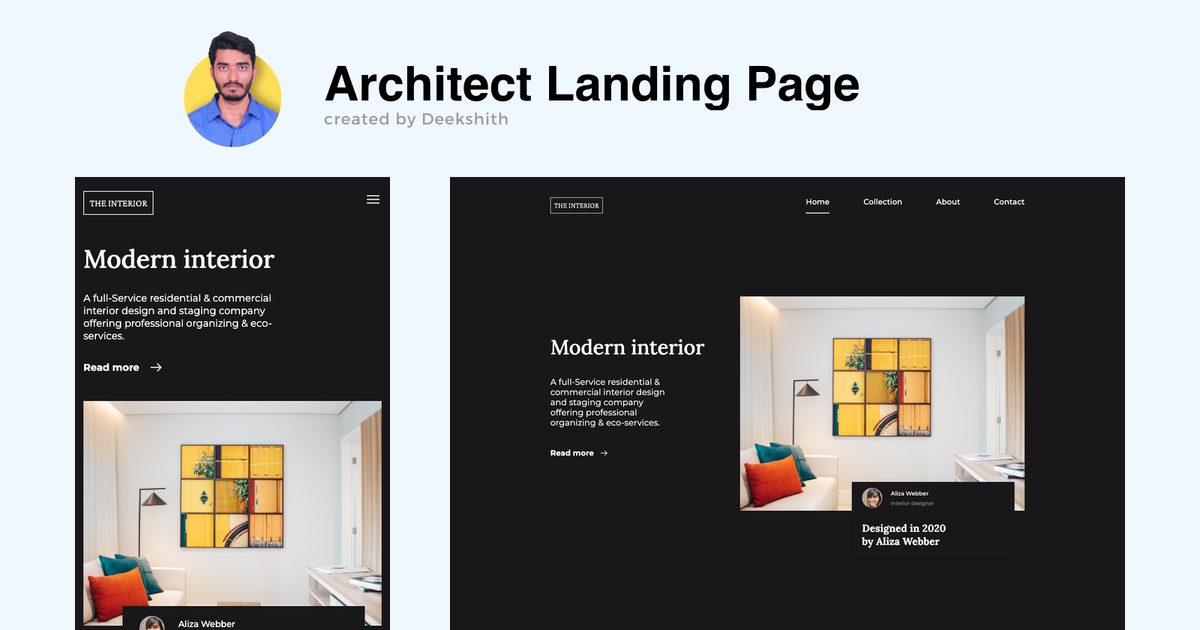 Architect Landing Page
created by Deekshith
THE INTERIOR
Modern interior
A full-Service residential & commercial
interior design and staging company
offering professional organizing & eco-
services.
Read more
Aliza Webber
THE INTERIOR
Home Collection About Contact
Modern interior
A full-Service residential &
commercial interior design
and staging company
offering professional
organizing & eco-services.
Read more
Aliza Webber
Interior designer
Designed in 2020
by Aliza Webber